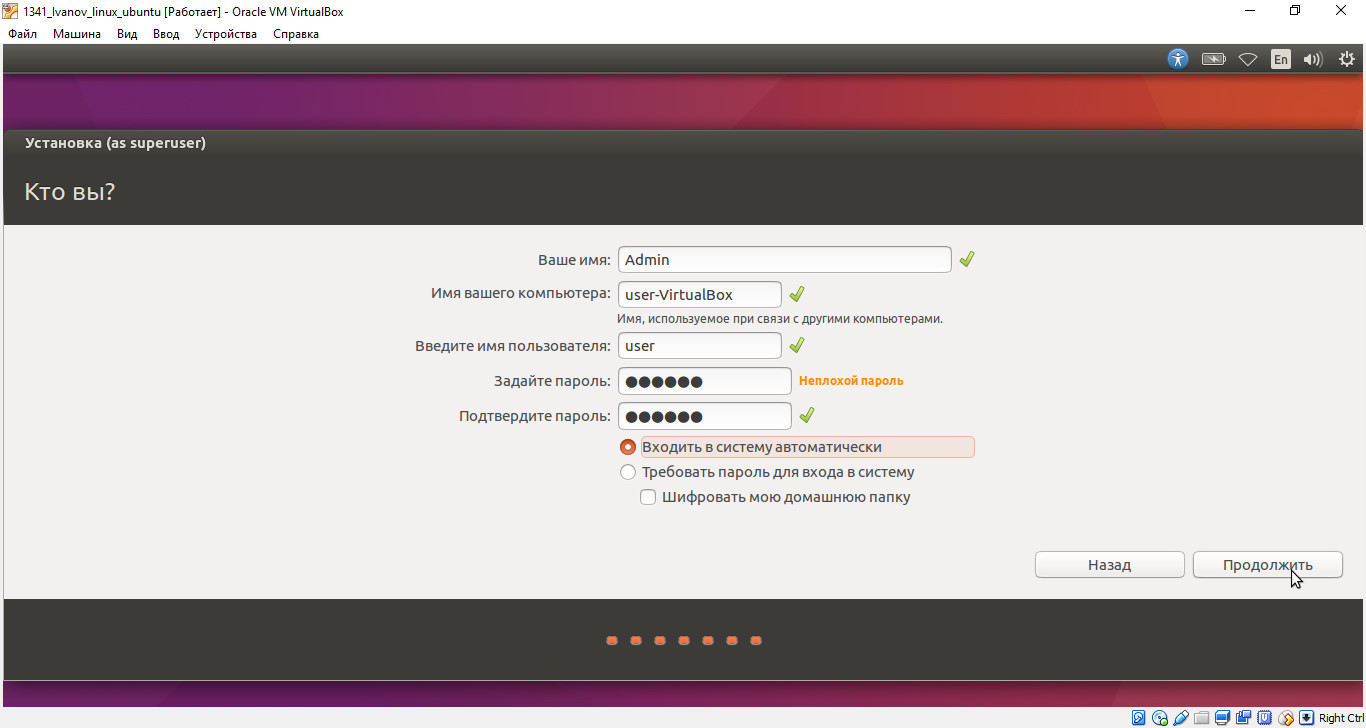 1341_Ivanov_linux_ubuntu [Работает] - Oracle VM VirtualBox
Файл Машина Вид Ввод Устройства Справка
En
Установка (as superuser)
Кто вы?
Ваше имя: Admin
Имя вашего компьютера: user-VirtualBox
Имя, используемое при связи с другими компьютерами.
Введите имя пользователя: user
Задайте пароль: ●●●●●● Неплохой пароль
Подтвердите пароль: ●●●●●●
Входить в систему автоматически
Требовать пароль для входа в систему
Шифровать мою домашнюю папку
Назад Продолжить
Right Ctrl